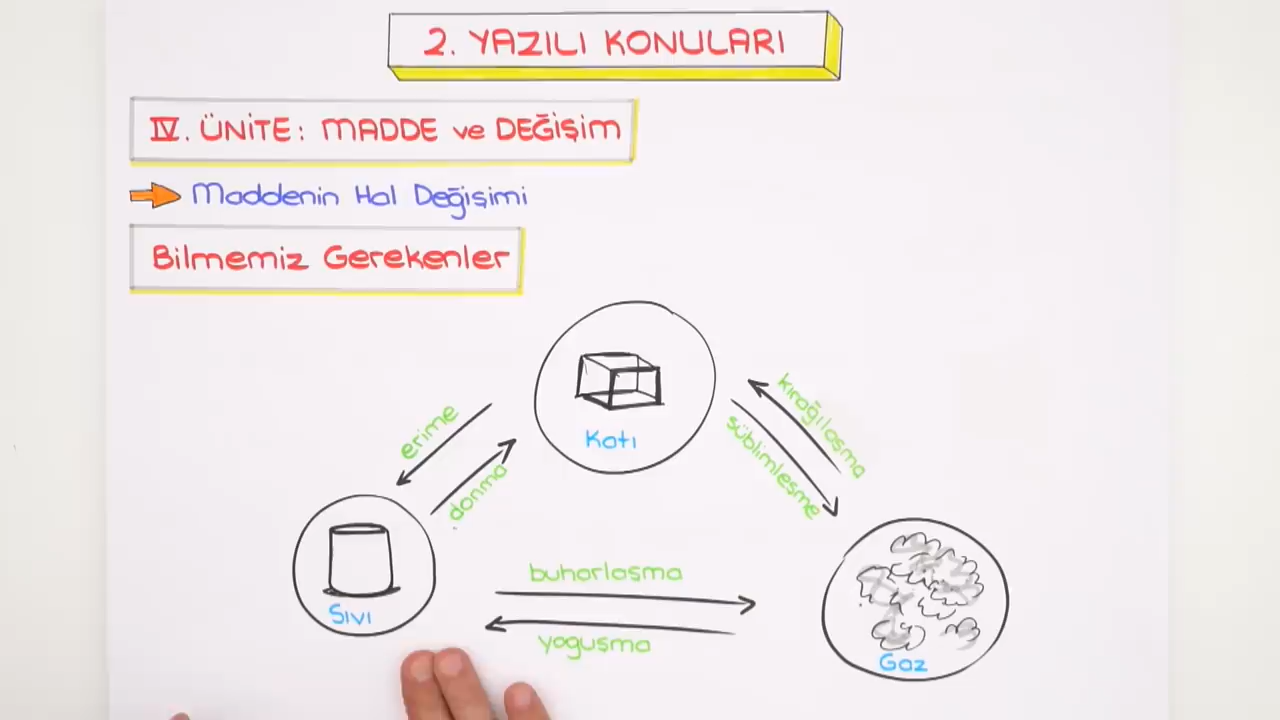 2. YAZILI KONULARI
IV. ÜNİTE: MADDE ve DEĞİŞİM
Maddenin Hal Değişimi
Bilmemiz Gerekenler
Katı
erime
donma
kırağılaşma
süblimleşme
Sıvı
buharlaşma
yoğuşma
Gaz